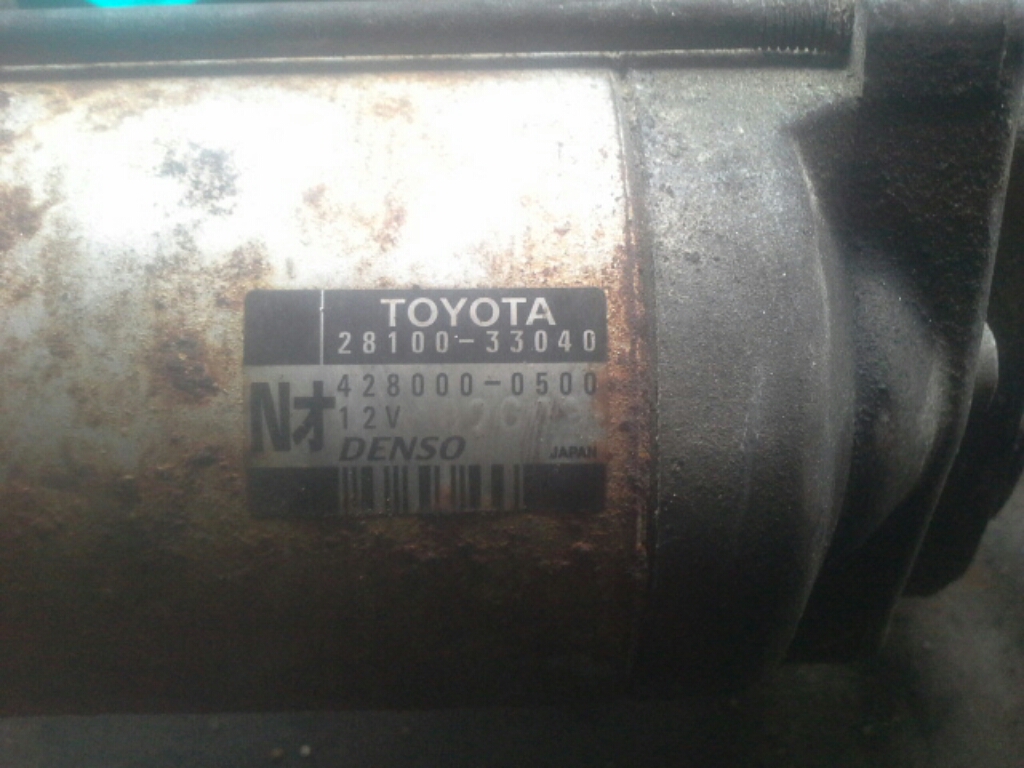 TOYOTA
28100-33040
Nオ
428000-0500
12V
DENSO
JAPAN